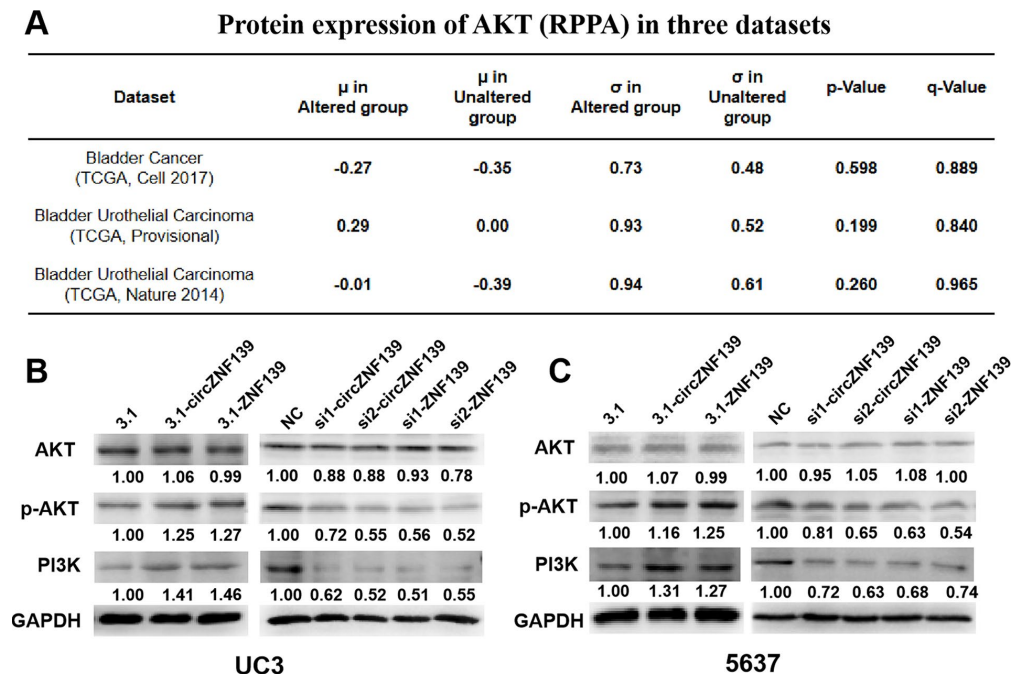 A
Protein expression of AKT (RPPA) in three datasets
Dataset
μ in
Altered group
μ in
Unaltered
group
σ in
Altered group
σ in
Unaltered
group
p-Value
q-Value
Bladder Cancer
(TCGA, Cell 2017)
-0.27 -0.35 0.73 0.48 0.598 0.889
Bladder Urothelial Carcinoma
(TCGA, Provisional)
0.29 0.00 0.93 0.52 0.199 0.840
Bladder Urothelial Carcinoma
(TCGA, Nature 2014)
-0.01 -0.39 0.94 0.61 0.260 0.965
B
3.1
3.1-circZNF139
3.1-ZNF139
NC
si1-circZNF139
si2-circZNF139
si1-ZNF139
si2-ZNF139
AKT
1.00 1.06 0.99 1.00 0.88 0.88 0.93 0.78
p-AKT
1.00 1.25 1.27 1.00 0.72 0.55 0.56 0.52
PI3K
1.00 1.41 1.46 1.00 0.62 0.52 0.51 0.55
GAPDH
UC3
C
3.1
3.1-circZNF139
3.1-ZNF139
NC
si1-circZNF139
si2-circZNF139
si1-ZNF139
si2-ZNF139
AKT
1.00 1.07 0.99 1.00 0.95 1.05 1.08 1.00
p-AKT
1.00 1.16 1.25 1.00 0.81 0.65 0.63 0.54
PI3K
1.00 1.31 1.27 1.00 0.72 0.63 0.68 0.74
GAPDH
5637